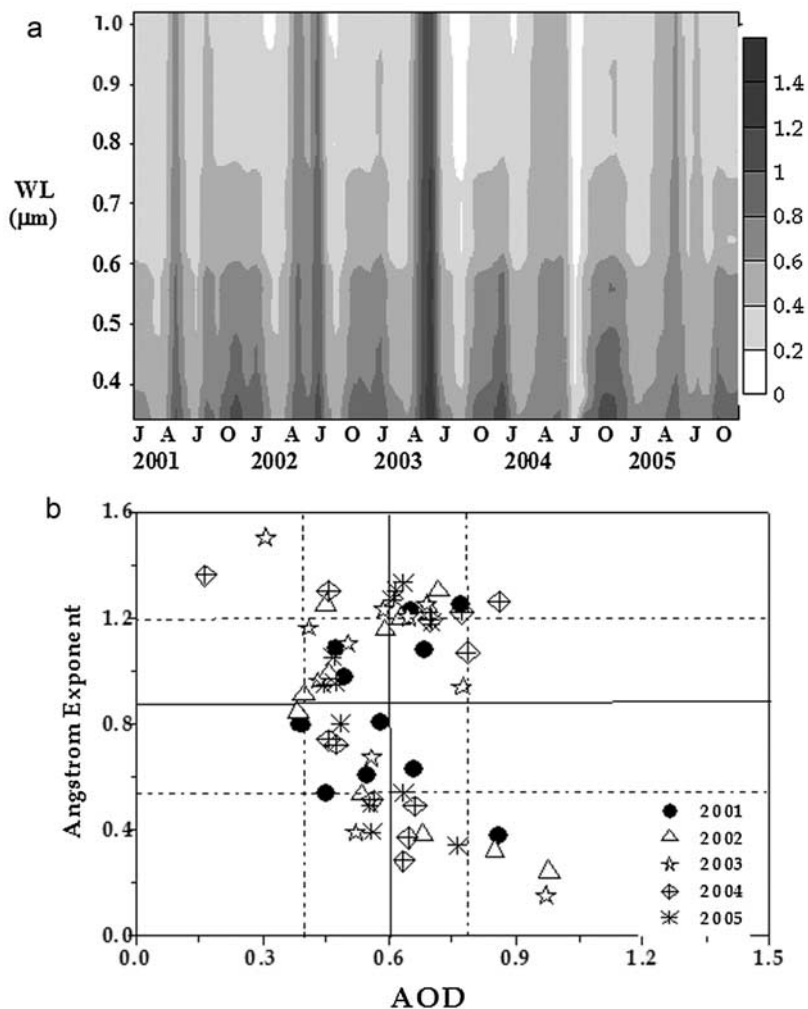 a
1.0
0.9
0.8
WL
(μm)
0.7
0.6
0.5
0.4
1.4
1.2
1
0.8
0.6
0.4
0.2
0
J A J O J A J O J A J O J A J O J A J O
2001 2002 2003 2004 2005
b
1.6
1.2
0.8
0.4
0.0
Angstrom Exponent
0.0 0.3 0.6 0.9 1.2 1.5
AOD
2001
2002
2003
2004
2005